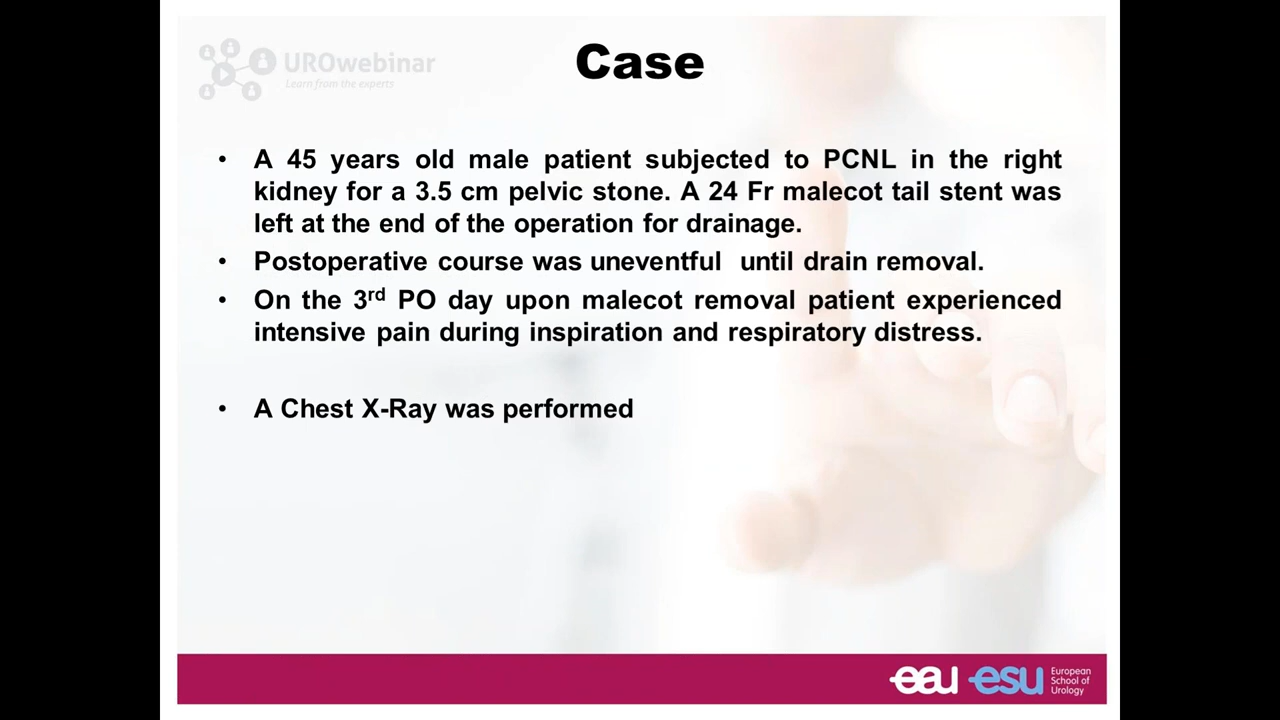 UROwebinar
Learn from the experts
Case
• A 45 years old male patient subjected to PCNL in the right
kidney for a 3.5 cm pelvic stone. A 24 Fr malecot tail stent was
left at the end of the operation for drainage.
• Postoperative course was uneventful until drain removal.
• On the 3rd PO day upon malecot removal patient experienced
intensive pain during inspiration and respiratory distress.
• A Chest X-Ray was performed
eau esu European
School of
Urology